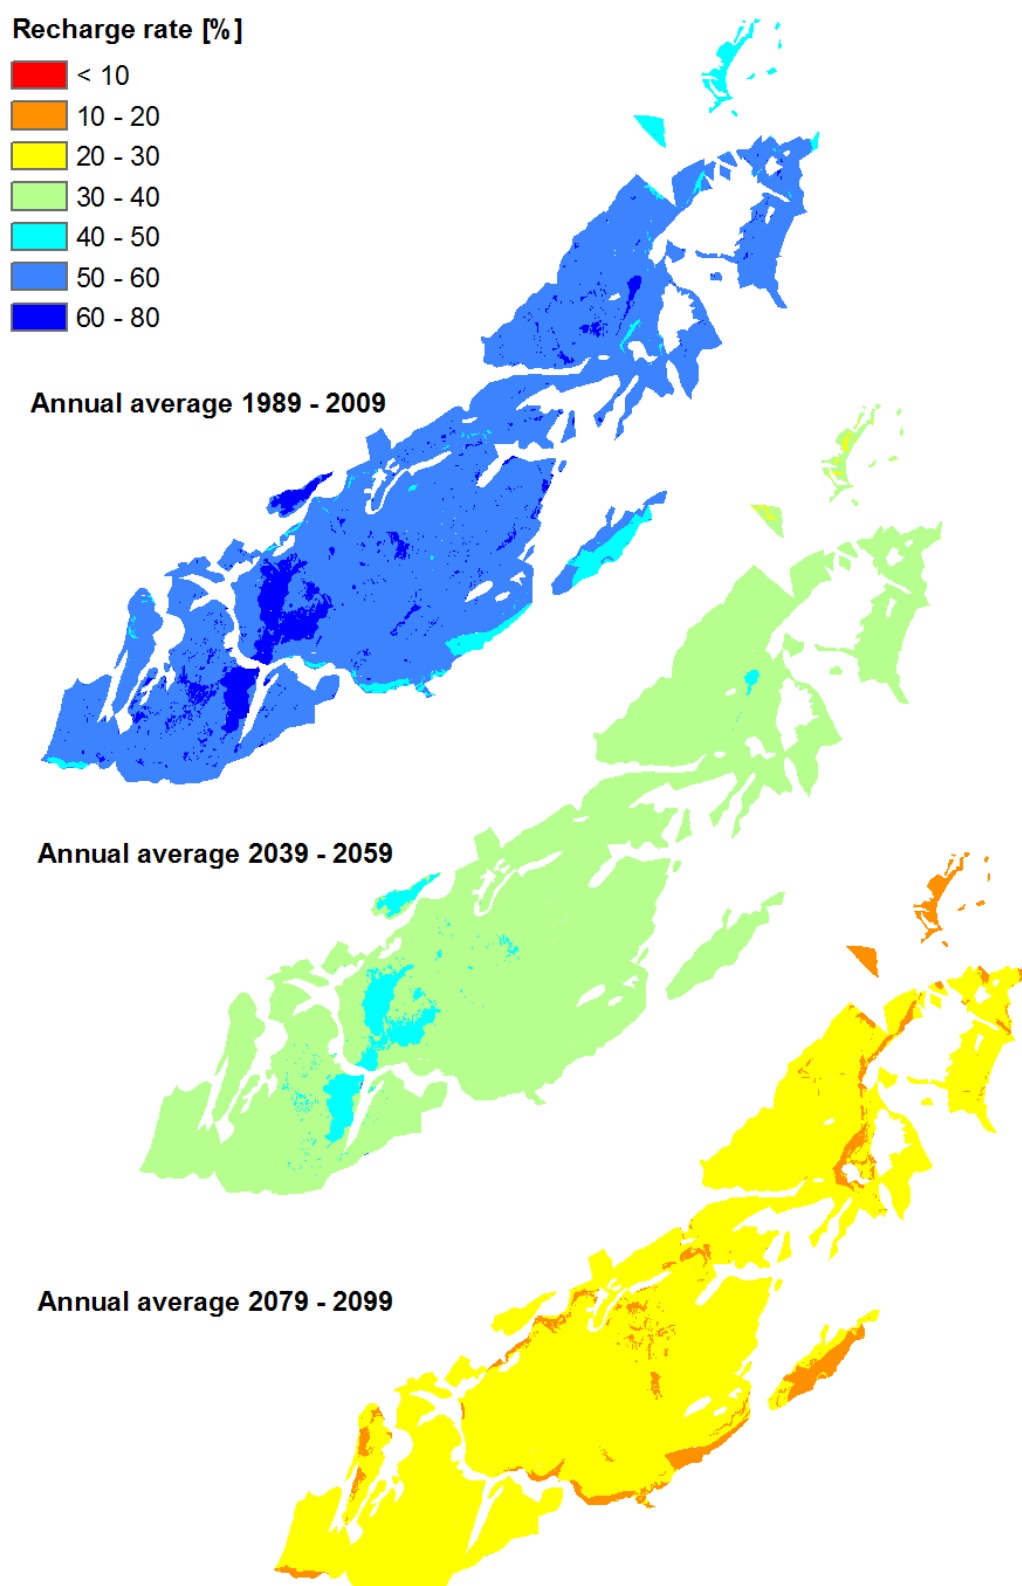 Recharge rate [%]
< 10
10 - 20
20 - 30
30 - 40
40 - 50
50 - 60
60 - 80
Annual average 1989 - 2009
Annual average 2039 - 2059
Annual average 2079 - 2099